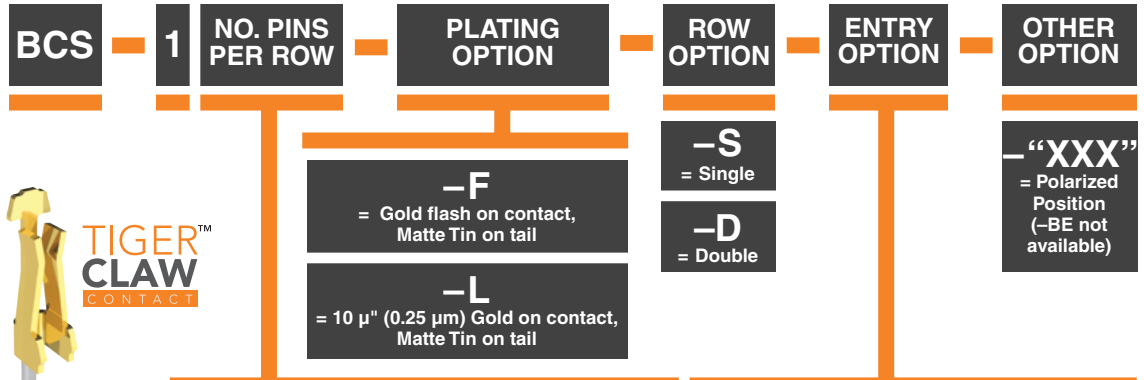 BCS
1
NO. PINS
PER ROW
PLATING
OPTION
ROW
OPTION
ENTRY
OPTION
OTHER
OPTION
–F
= Gold flash on contact,
Matte Tin on tail
–L
= 10 µ" (0.25 µm) Gold on contact,
Matte Tin on tail
–S
= Single
–D
= Double
–“XXX”
= Polarized
Position
(–BE not
available)
TIGER™
CLAW
CONTACT